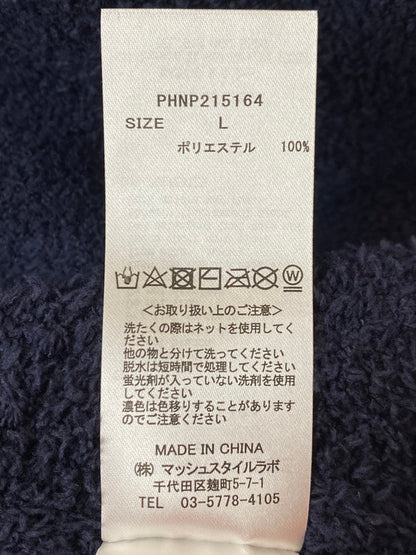 PHNP215164
SIZE L
ポリエステル 100%
W
＜お取り扱い上のご注意＞
洗たくの際はネットを使用してく
ださい
他の物と分けて洗ってください
脱水は短時間で処理してください
蛍光剤が入っていない洗剤を使用
してください
濃色は色移りすることがあります
のでご注意ください
MADE IN CHINA
(株) マッシュスタイルラボ
千代田区麹町5-7-1
TEL 03-5778-4105